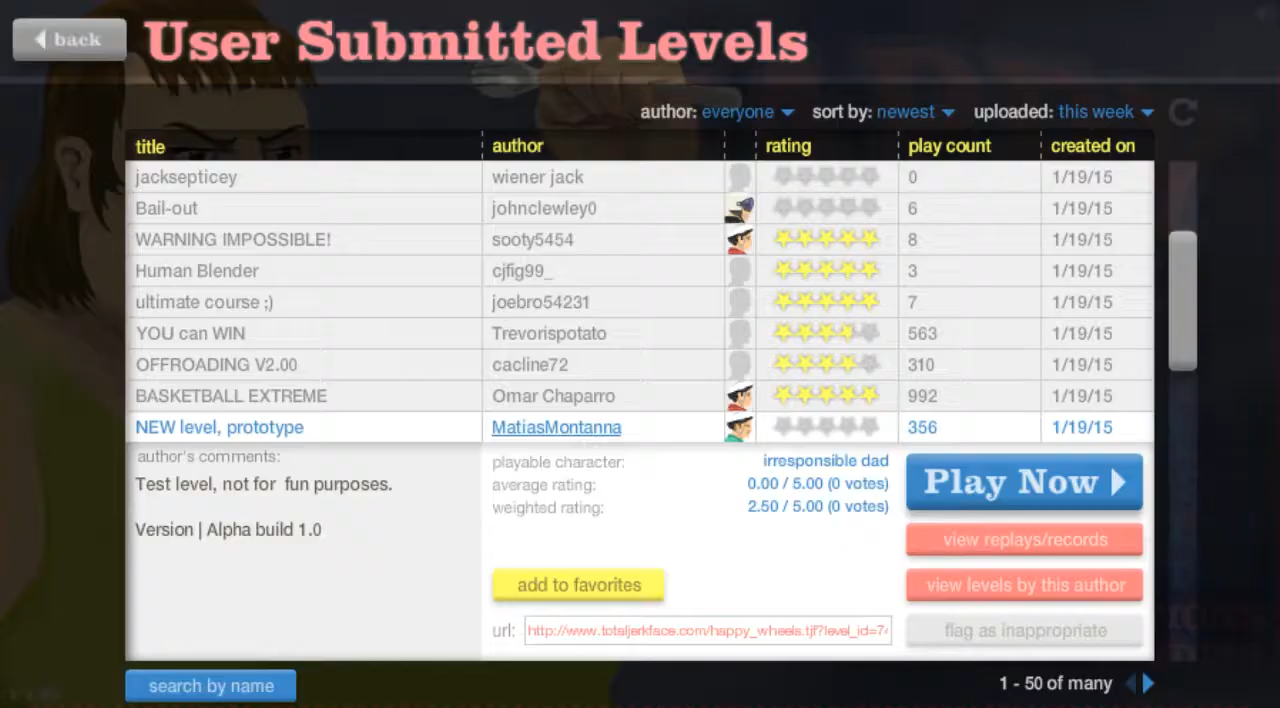 back
User Submitted Levels
author: everyone sort by: newest uploaded: this week
title author rating play count created on
jacksepticey wiener jack 0 1/19/15
Bail-out johnclewley0 6 1/19/15
WARNING IMPOSSIBLE! sooty5454 8 1/19/15
Human Blender cjfig99_ 3 1/19/15
ultimate course ;) joebro54231 7 1/19/15
YOU can WIN Trevorispotato 563 1/19/15
OFFROADING V2.00 cacline72 310 1/19/15
BASKETBALL EXTREME Omar Chaparro 992 1/19/15
NEW level, prototype MatiasMontanna 356 1/19/15
author's comments:
Test level, not for fun purposes.
Version | Alpha build 1.0
playable character: irresponsible dad
average rating: 0.00 / 5.00 (0 votes)
weighted rating: 2.50 / 5.00 (0 votes)
add to favorites
url: http://www.totaljerkface.com/happy_wheels.tjf?level_id=7
Play Now
view replays/records
view levels by this author
flag as inappropriate
search by name
1 - 50 of many